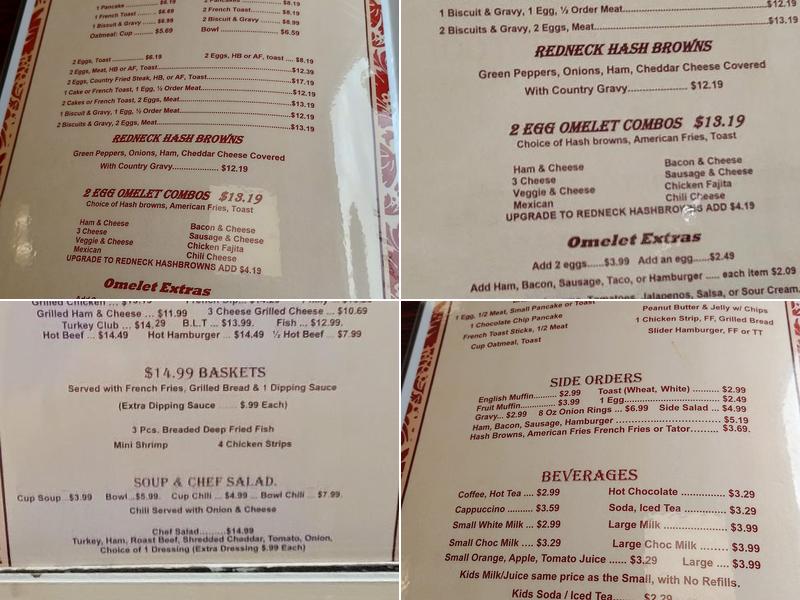 1 Pancake ... $6.19
2 Pancakes ..... $8.19
1 French Toast .... $6.69
2 French Toast..... $8.19
1 Biscuit & Gravy .... $6.99
2 Biscuit & Gravy ..... $8.99
Oatmeal: Cup ....... $5.69
Bowl ................ $6.59
2 Eggs, Toast ............ $6.19
2 Eggs, HB or AF, toast .... $8.19
2 Eggs, Meat, HB or AF, toast $12.39
2 Eggs, Country Fried Steak, HB or AF, Toast $17.19
1 Cake or French Toast, 1 Egg, ½ Order Meat $12.19
2 Cakes or French Toast, 2 Eggs, Meat $13.19
1 Biscuit & Gravy, 1 Egg, ½ Order Meat $12.19
2 Biscuits & Gravy, 2 Eggs, Meat $13.19
REDNECK HASH BROWNS
Green Peppers, Onions, Ham, Cheddar Cheese Covered
With Country Gravy.................... $12.19
2 EGG OMELET COMBOS $13.19
Choice of Hash browns, American Fries, Toast
Ham & Cheese
3 Cheese
Veggie & Cheese
Mexican
Bacon & Cheese
Sausage & Cheese
Chicken Fajita
Chili Cheese
UPGRADE TO REDNECK HASHBROWNS ADD $4.19
Omelet Extras
1 Biscuit & Gravy, 1 Egg, ½ Order Meat $12.19
2 Biscuits & Gravy, 2 Eggs, Meat $13.19
REDNECK HASH BROWNS
Green Peppers, Onions, Ham, Cheddar Cheese Covered
With Country Gravy.................... $12.19
2 EGG OMELET COMBOS $13.19
Choice of Hash browns, American Fries, Toast
Ham & Cheese
3 Cheese
Veggie & Cheese
Mexican
Bacon & Cheese
Sausage & Cheese
Chicken Fajita
Chili Cheese
UPGRADE TO REDNECK HASHBROWNS ADD $4.19
Omelet Extras
Add 2 eggs......$3.99 Add an egg......$2.49
Add Ham, Bacon, Sausage, Taco, or Hamburger ..... each item $2.09
Tomatoes, Jalapenos, Salsa, or Sour Cream
Grilled Chicken ... French Dip... Philly
Grilled Ham & Cheese ... $11.99 3 Cheese Grilled Cheese ... $10.69
Turkey Club ... $14.29 B.L.T ... $13.99. Fish ... $12.99.
Hot Beef ... $14.49 Hot Hamburger ... $14.49 ½ Hot Beef ... $7.99
$14.99 BASKETS
Served with French Fries, Grilled Bread & 1 Dipping Sauce
(Extra Dipping Sauce ....... $.99 Each)
3 Pcs. Breaded Deep Fried Fish
Mini Shrimp 4 Chicken Strips
SOUP & CHEF SALAD.
Cup Soup...$3.99 Bowl...$5.99. Cup Chili ... $4.99 ... Bowl Chili ... $7.99.
Chili Served with Onion & Cheese
Chef Salad........$14.99
Turkey, Ham, Roast Beef, Shredded Cheddar, Tomato, Onion,
Choice of 1 Dressing (Extra Dressing $.99 Each)
1 Egg, 1/2 Meat, Small Pancake or Toast
1 Chocolate Chip Pancake
French Toast Sticks, 1/2 Meat
Cup Oatmeal, Toast
Peanut Butter & Jelly w/ Chips
1 Chicken Strip, FF, Grilled Bread
Slider Hamburger, FF or TT
SIDE ORDERS
English Muffin......... $2.99 Toast (Wheat, White) .......... $2.99
Fruit Muffin............. $3.99 1 Egg................................ $2.49
Gravy... $2.99 8 Oz Onion Rings ... $6.99 Side Salad ... $4.99
Ham, Bacon, Sausage, Hamburger ........................ $5.19
Hash Browns, American Fries French Fries or Tator......... $3.69.
BEVERAGES
Coffee, Hot Tea .... $2.99
Hot Chocolate ............... $3.29
Cappuccino ......... $3.59
Soda, Iced Tea............... $3.29
Small White Milk ... $2.99
Large Milk ..................... $3.99
Small Choc Milk ... $3.29
Large Choc Milk ......... $3.99
Small Orange, Apple, Tomato Juice ...... $3.29 Large .... $3.99
Kids Milk/Juice same price as the Small, with No Refills.
Kids Soda / Iced Tea...... $2.29